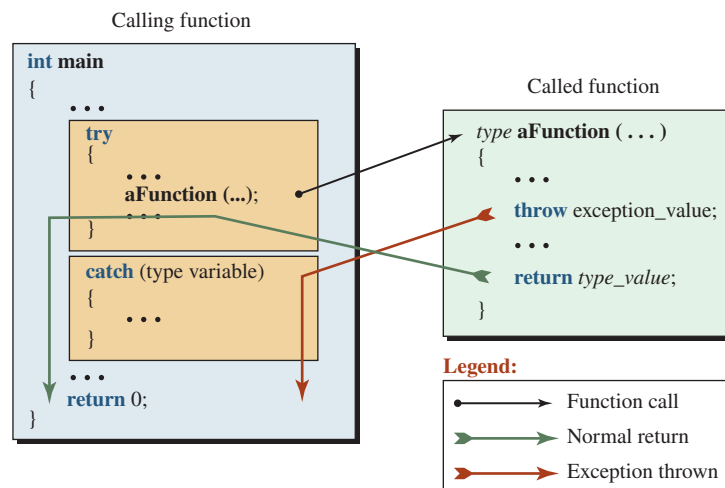 Calling function
int main
{
• • •
try
{
• • •
aFunction (...);
• • •
}
catch (type variable)
{
• • •
}
• • •
return 0;
}
Called function
type aFunction ( . . . )
{
• • •
throw exception_value;
• • •
return type_value;
}
Legend:
Function call
Normal return
Exception thrown